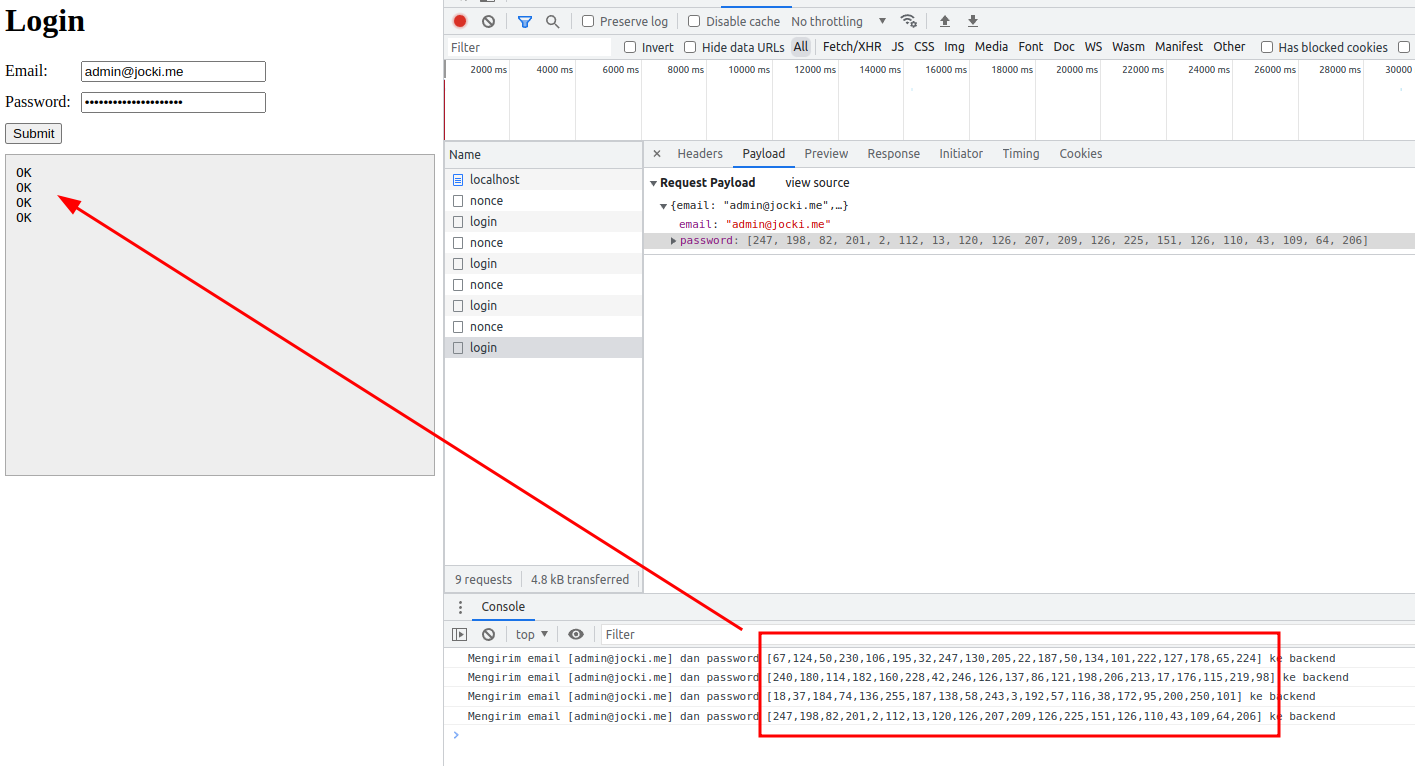 Login
Email: admin@jocki.me
Password: •••••••••••••••••••••
Submit
OK
OK
OK
OK
Preserve log Disable cache No throttling
Filter Invert Hide data URLs All Fetch/XHR JS CSS Img Media Font Doc WS Wasm Manifest Other Has blocked cookies
2000 ms 4000 ms 6000 ms 8000 ms 10000 ms 12000 ms 14000 ms 16000 ms 18000 ms 20000 ms 22000 ms 24000 ms 26000 ms 28000 ms 30000
Name
localhost
nonce
login
nonce
login
nonce
login
nonce
login
9 requests 4.8 kB transferred
× Headers Payload Preview Response Initiator Timing Cookies
Request Payload view source
{email: "admin@jocki.me",…}
email: "admin@jocki.me"
password: [247, 198, 82, 201, 2, 112, 13, 120, 126, 207, 209, 126, 225, 151, 126, 110, 43, 109, 64, 206]
Console
top Filter
Mengirim email [admin@jocki.me] dan password [67,124,50,230,106,195,32,247,130,205,22,187,50,134,101,222,127,178,65,224] ke backend
Mengirim email [admin@jocki.me] dan password [240,180,114,182,160,228,42,246,126,137,86,121,198,206,213,17,176,115,219,98] ke backend
Mengirim email [admin@jocki.me] dan password [18,37,184,74,136,255,187,138,58,243,3,192,57,116,38,172,95,200,250,101] ke backend
Mengirim email [admin@jocki.me] dan password [247,198,82,201,2,112,13,120,126,207,209,126,225,151,126,110,43,109,64,206] ke backend